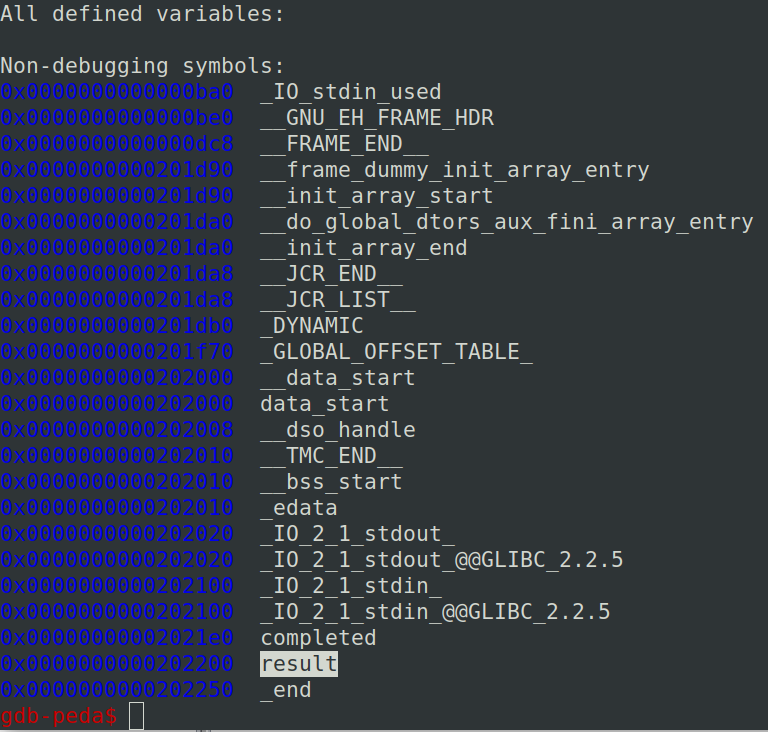 All defined variables:
Non-debugging symbols:
0x0000000000000ba0  _IO_stdin_used
0x0000000000000be0  __GNU_EH_FRAME_HDR
0x0000000000000dc8  __FRAME_END__
0x0000000000201d90  __frame_dummy_init_array_entry
0x0000000000201d90  __init_array_start
0x0000000000201da0  __do_global_dtors_aux_fini_array_entry
0x0000000000201da0  __init_array_end
0x0000000000201da8  __JCR_END__
0x0000000000201da8  __JCR_LIST__
0x0000000000201db0  _DYNAMIC
0x0000000000201f70  _GLOBAL_OFFSET_TABLE_
0x0000000000202000  __data_start
0x0000000000202000  data_start
0x0000000000202008  __dso_handle
0x0000000000202010  __TMC_END__
0x0000000000202010  __bss_start
0x0000000000202010  _edata
0x0000000000202020  _IO_2_1_stdout_
0x0000000000202020  _IO_2_1_stdout_@@GLIBC_2.2.5
0x0000000000202100  _IO_2_1_stdin_
0x0000000000202100  _IO_2_1_stdin_@@GLIBC_2.2.5
0x00000000002021e0  completed
0x0000000000202200  result
0x0000000000202250  _end
gdb-peda$